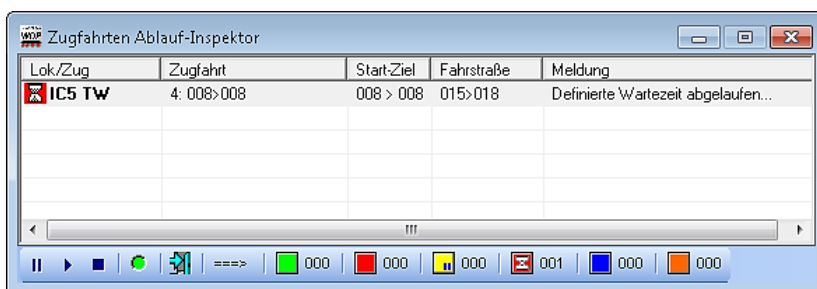 WDP Zugfahrten Ablauf-Inspektor
Lok/Zug Zugfahrt Start-Ziel Fahrstraße Meldung
IC5 TW 4: 008>008 008 > 008 015>018 Definierte Wartezeit abgelaufen...
===> 000 000 000 001 000 000